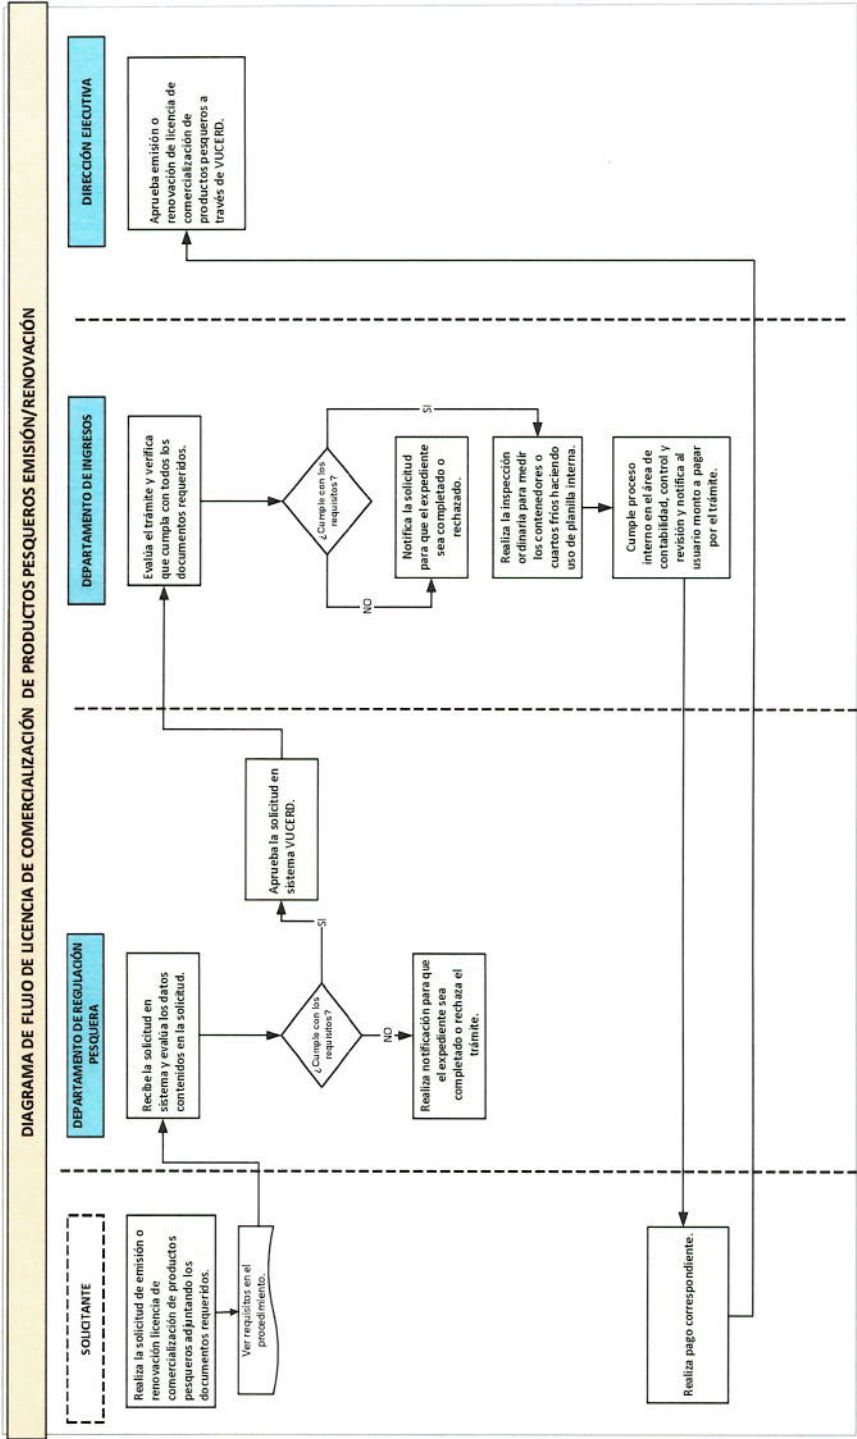 DIAGRAMA DE FLUJO DE LICENCIA DE COMERCIALIZACIÓN DE PRODUCTOS PESQUEROS EMISIÓN/RENOVACIÓN
SOLICITANTE
Realiza la solicitud de emisión o
renovación licencia de
comercialización de productos
pesqueros adjuntando los
documentos requeridos.
Ver requisitos en el
procedimiento.
Realiza pago correspondiente.
DEPARTAMENTO DE REGULACIÓN
PESQUERA
Recibe la solicitud en
sistema y evalúa los datos
contenidos en la solicitud.
¿Cumple con los
requisitos?
SI
NO
Aprueba la solicitud en
sistema VUCERD.
Realiza notificación para que
el expediente sea
completado o rechaza el
trámite.
DEPARTAMENTO DE INGRESOS
Evalúa el trámite y verifica
que cumpla con todos los
documentos requeridos.
¿Cumple con los
requisitos?
NO
SI
Notifica la solicitud
para que el expediente
sea completado o
rechazado.
Realiza la inspección
ordinaria para medir
los contenedores o
cuartos fríos haciendo
uso de planilla interna.
Cumple proceso
interno en el área de
contabilidad, control y
revisión y notifica al
usuario monto a pagar
por el trámite.
DIRECCIÓN EJECUTIVA
Aprueba emisión o
renovación de licencia de
comercialización de
productos pesqueros a
través de VUCERD.